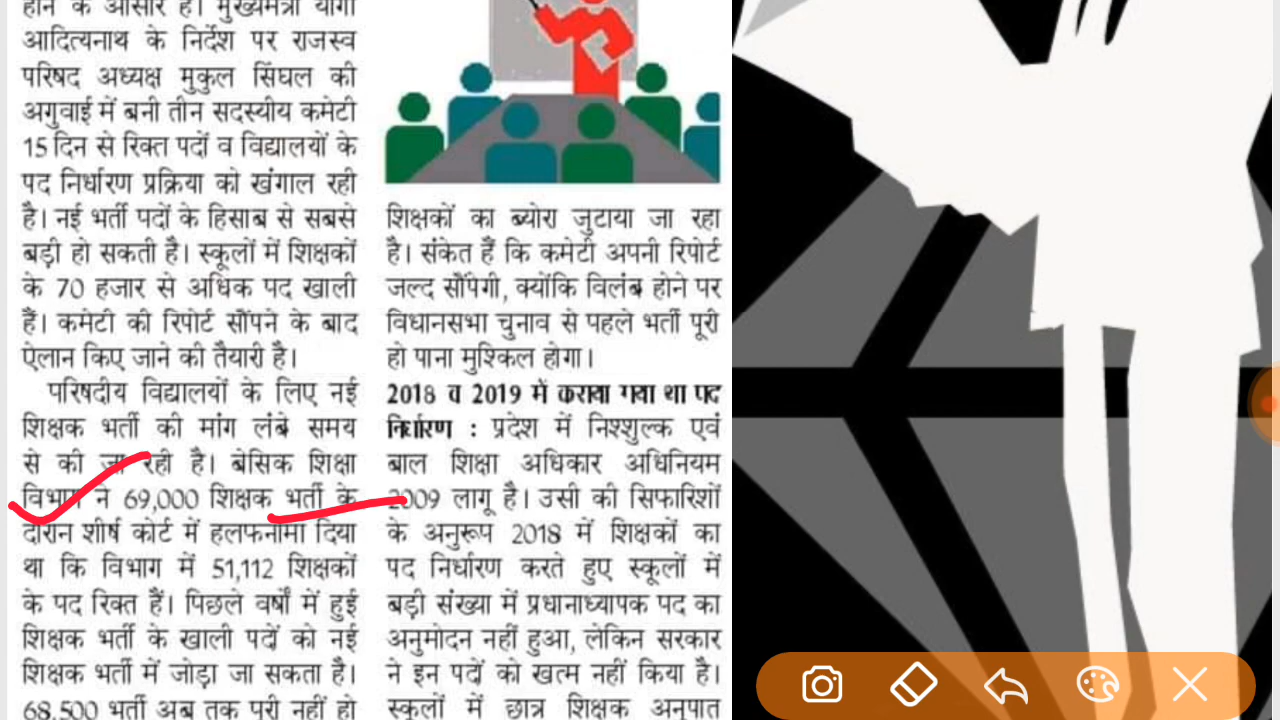 होने के आसार हैं। मुख्यमंत्री योगी
आदित्यनाथ के निर्देश पर राजस्व
परिषद अध्यक्ष मुकुल सिंघल की
अगुवाई में बनी तीन सदस्यीय कमेटी
15 दिन से रिक्त पदों व विद्यालयों के
पद निर्धारण प्रक्रिया को खंगाल रही
है। नई भर्ती पदों के हिसाब से सबसे
बड़ी हो सकती है। स्कूलों में शिक्षकों
के 70 हजार से अधिक पद खाली
हैं। कमेटी की रिपोर्ट सौंपने के बाद
ऐलान किए जाने की तैयारी है।
परिषदीय विद्यालयों के लिए नई
शिक्षक भर्ती की मांग लंबे समय
से की जा रही है। बेसिक शिक्षा
विभाग ने 69,000 शिक्षक भर्ती के
दौरान शीर्ष कोर्ट में हलफनामा दिया
था कि विभाग में 51,112 शिक्षकों
के पद रिक्त हैं। पिछले वर्षों में हुई
शिक्षक भर्ती के खाली पदों को नई
शिक्षक भर्ती में जोड़ा जा सकता है।
68,500 भर्ती अब तक पूरी नहीं हो
शिक्षकों का ब्योरा जुटाया जा रहा
है। संकेत हैं कि कमेटी अपनी रिपोर्ट
जल्द सौंपेगी, क्योंकि विलंब होने पर
विधानसभा चुनाव से पहले भर्ती पूरी
हो पाना मुश्किल होगा।
2018 व 2019 में कराया गया था पद
निर्धारण : प्रदेश में निश्शुल्क एवं
बाल शिक्षा अधिकार अधिनियम
2009 लागू है। उसी की सिफारिशों
के अनुरूप 2018 में शिक्षकों का
पद निर्धारण करते हुए स्कूलों में
बड़ी संख्या में प्रधानाध्यापक पद का
अनुमोदन नहीं हुआ, लेकिन सरकार
ने इन पदों को खत्म नहीं किया है।
स्कूलों में छात्र शिक्षक अनुपात